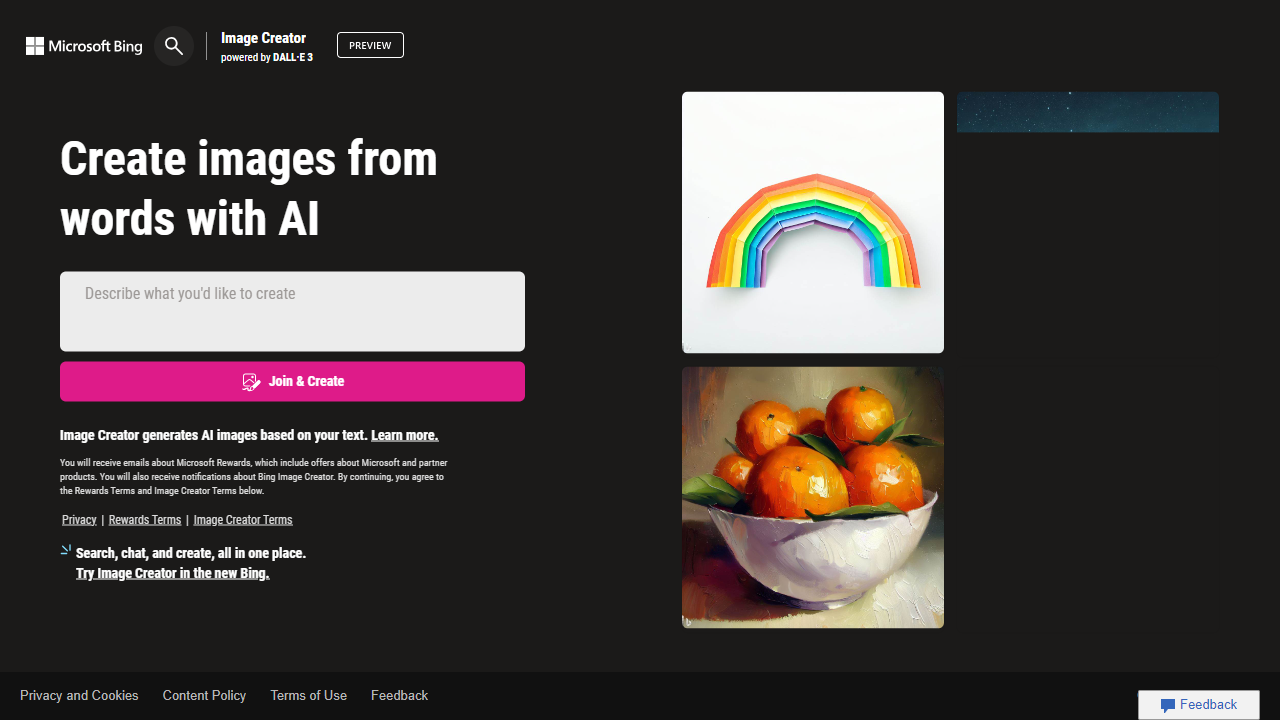 Microsoft Bing
Image Creator
powered by DALL·E 3
PREVIEW
Create images from
words with AI
Describe what you'd like to create
Join & Create
Image Creator generates AI images based on your text. Learn more.
You will receive emails about Microsoft Rewards, which include offers about Microsoft and partner
products. You will also receive notifications about Bing Image Creator. By continuing, you agree to
the Rewards Terms and Image Creator Terms below.
Privacy | Rewards Terms | Image Creator Terms
Search, chat, and create, all in one place.
Try Image Creator in the new Bing.
Privacy and Cookies Content Policy Terms of Use Feedback
Feedback